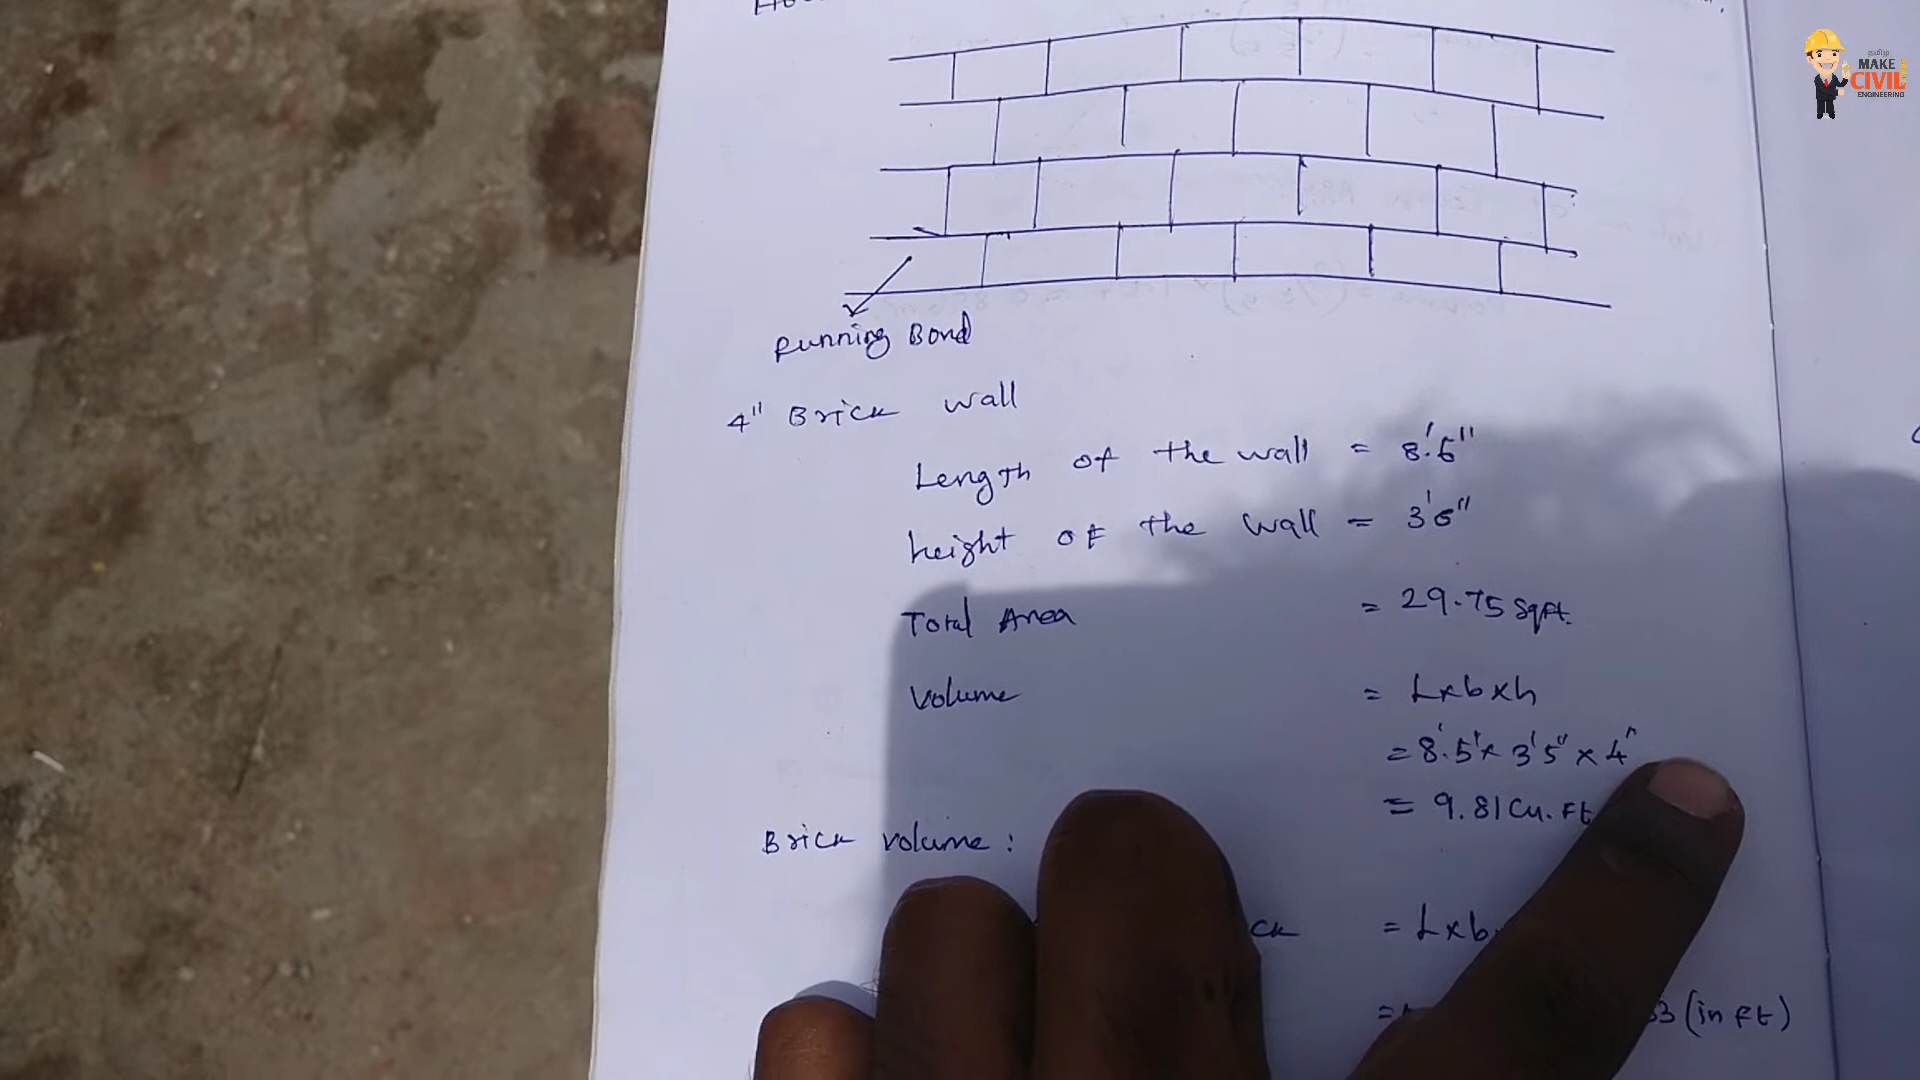 தமிழ்
MAKE
CIVIL
ENGINEERING
Running Bond
4" Brick wall
Length of the wall = 8'.6"
height of the wall = 3'6"
Total Area = 29.75 Sqft.
Volume = L×b×h
= 8'.5'× 3'5"× 4"
= 9.81 Cu. Ft
Brick volume :
= L×b
(in ft)